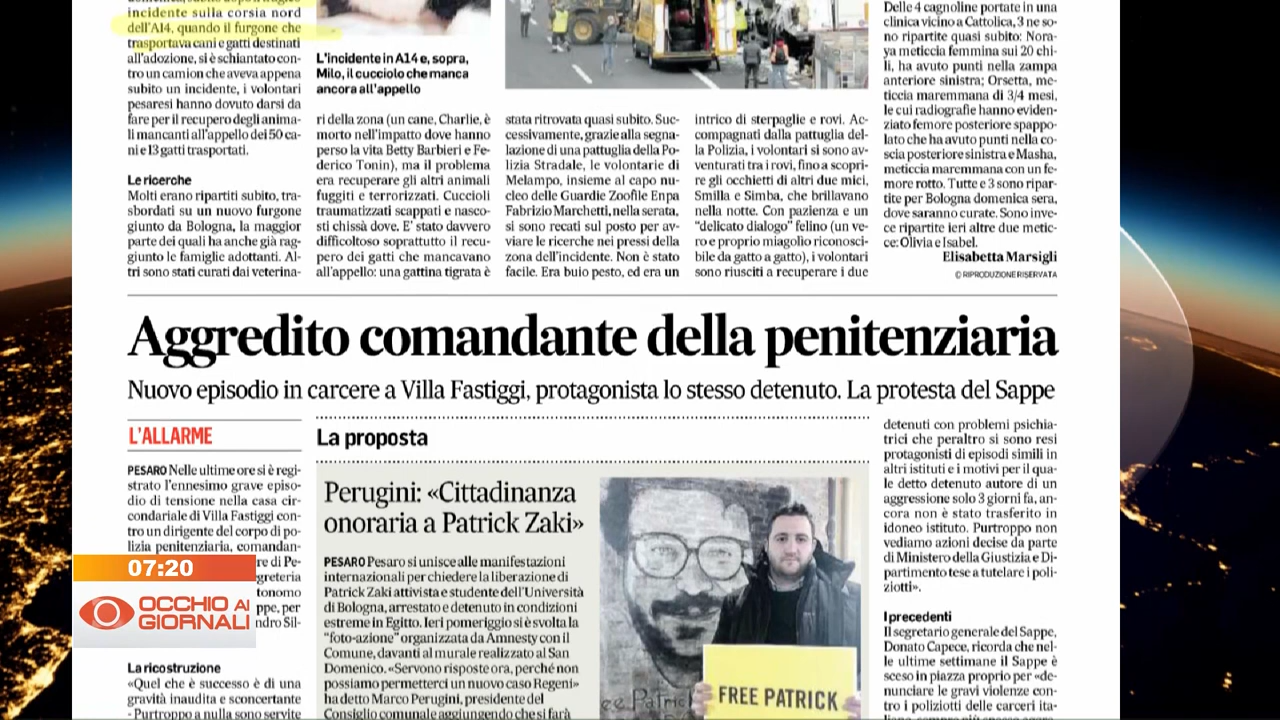 incidente sulla corsia nord
dell'A14, quando il furgone che
trasportava cani e gatti destinati
all'adozione, si è schiantato con-
tro un camion che aveva appena
subito un incidente, i volontari
pesaresi hanno dovuto darsi da
fare per il recupero degli anima-
li mancanti all'appello dei 50 ca-
ni e 13 gatti trasportati.
Le ricerche
Molti erano ripartiti subito, tra-
sbordati su un nuovo furgone
giunto da Bologna, la maggior
parte dei quali ha anche già rag-
giunto le famiglie adottanti. Al-
tri sono stati curati dai veterina-
L'incidente in A14 e, sopra,
Milo, il cucciolo che manca
ancora all'appello
ri della zona (un cane, Charlie, è
morto nell'impatto dove hanno
perso la vita Betty Barbieri e Fe-
derico Tonin), ma il problema
era recuperare gli altri animali
fuggiti e terrorizzati. Cuccioli
traumatizzati scappati e nasco-
sti chissà dove. E' stato davvero
difficoltoso soprattutto il recu-
pero dei gatti che mancavano
all'appello: una gattina tigrata è
stata ritrovata quasi subito. Suc-
cessivamente, grazie alla segna-
lazione di una pattuglia della Po-
lizia Stradale, le volontarie di
Melampo, insieme al capo nu-
cleo delle Guardie Zoofile Enpa
Fabrizio Marchetti, nella serata,
si sono recati sul posto per av-
viare le ricerche nei pressi della
zona dell'incidente. Non è stato
facile. Era buio pesto, ed era un
intrico di sterpaglie e rovi. Ac-
compagnati dalla pattuglia del-
la Polizia, i volontari si sono av-
venturati tra i rovi, fino a scopri-
re gli occhietti di altri due mici,
Smilla e Simba, che brillavano
nella notte. Con pazienza e un
“delicato dialogo” felino (un ve-
ro e proprio miagolio riconosci-
bile da gatto a gatto), i volontari
sono riusciti a recuperare i due
Delle 4 cagnoline portate in una
clinica vicino a Cattolica, 3 ne so-
no ripartite quasi subito: Nora-
ya meticcia femmina sui 20 chi-
li, ha avuto punti nella zampa
anteriore sinistra; Orsetta, me-
ticcia maremmana di 3/4 mesi,
le cui radiografie hanno eviden-
ziato femore posteriore spappo-
lato che ha avuto punti nella co-
scia posteriore sinistra e Masha,
meticcia maremmana con un fe-
more rotto. Tutte e 3 sono ripar-
tite per Bologna domenica sera,
dove saranno curate. Sono inve-
ce ripartite ieri altre due metic-
ce: Olivia e Isabel.
Elisabetta Marsigli
© RIPRODUZIONE RISERVATA
Aggredito comandante della penitenziaria
Nuovo episodio in carcere a Villa Fastiggi, protagonista lo stesso detenuto. La protesta del Sappe
L'ALLARME
PESARO Nelle ultime ore si è regi-
strato l'ennesimo grave episo-
dio di tensione nella casa cir-
condariale di Villa Fastiggi con-
tro un dirigente del corpo di po-
lizia penitenziaria, comandan-
re di Pe-
greteria
tonomo
ppe, per
ndro Sil-
La ricostruzione
«Quel che è successo è di una
gravità inaudita e sconcertante
- Purtroppo a nulla sono servite
La proposta
Perugini: «Cittadinanza
onoraria a Patrick Zaki»
PESARO Pesaro si unisce alle manifestazioni
internazionali per chiedere la liberazione di
Patrick Zaki attivista e studente dell'Università
di Bologna, arrestato e detenuto in condizioni
estreme in Egitto. Ieri pomeriggio si è svolta la
“foto-azione” organizzata da Amnesty con il
Comune, davanti al murale realizzato al San
Domenico. «Servono risposte ora, perché non
possiamo permetterci un nuovo caso Regeni»
ha detto Marco Perugini, presidente del
Consiglio comunale aggiungendo che si farà
ee Patric
FREE PATRICK
detenuti con problemi psichia-
trici che peraltro si sono resi
protagonisti di episodi simili in
altri istituti e i motivi per il qua-
le detto detenuto autore di un
aggressione solo 3 giorni fa, an-
cora non è stato trasferito in
idoneo istituto. Purtroppo non
vediamo azioni decise da parte
di Ministero della Giustizia e Di-
partimento tese a tutelare i poli-
ziotti».
I precedenti
Il segretario generale del Sappe,
Donato Capece, ricorda che nel-
le ultime settimane il Sappe è
sceso in piazza proprio per «de-
nunciare le gravi violenze con-
tro i poliziotti delle carceri ita-
07:20
OCCHIO AI
GIORNALI